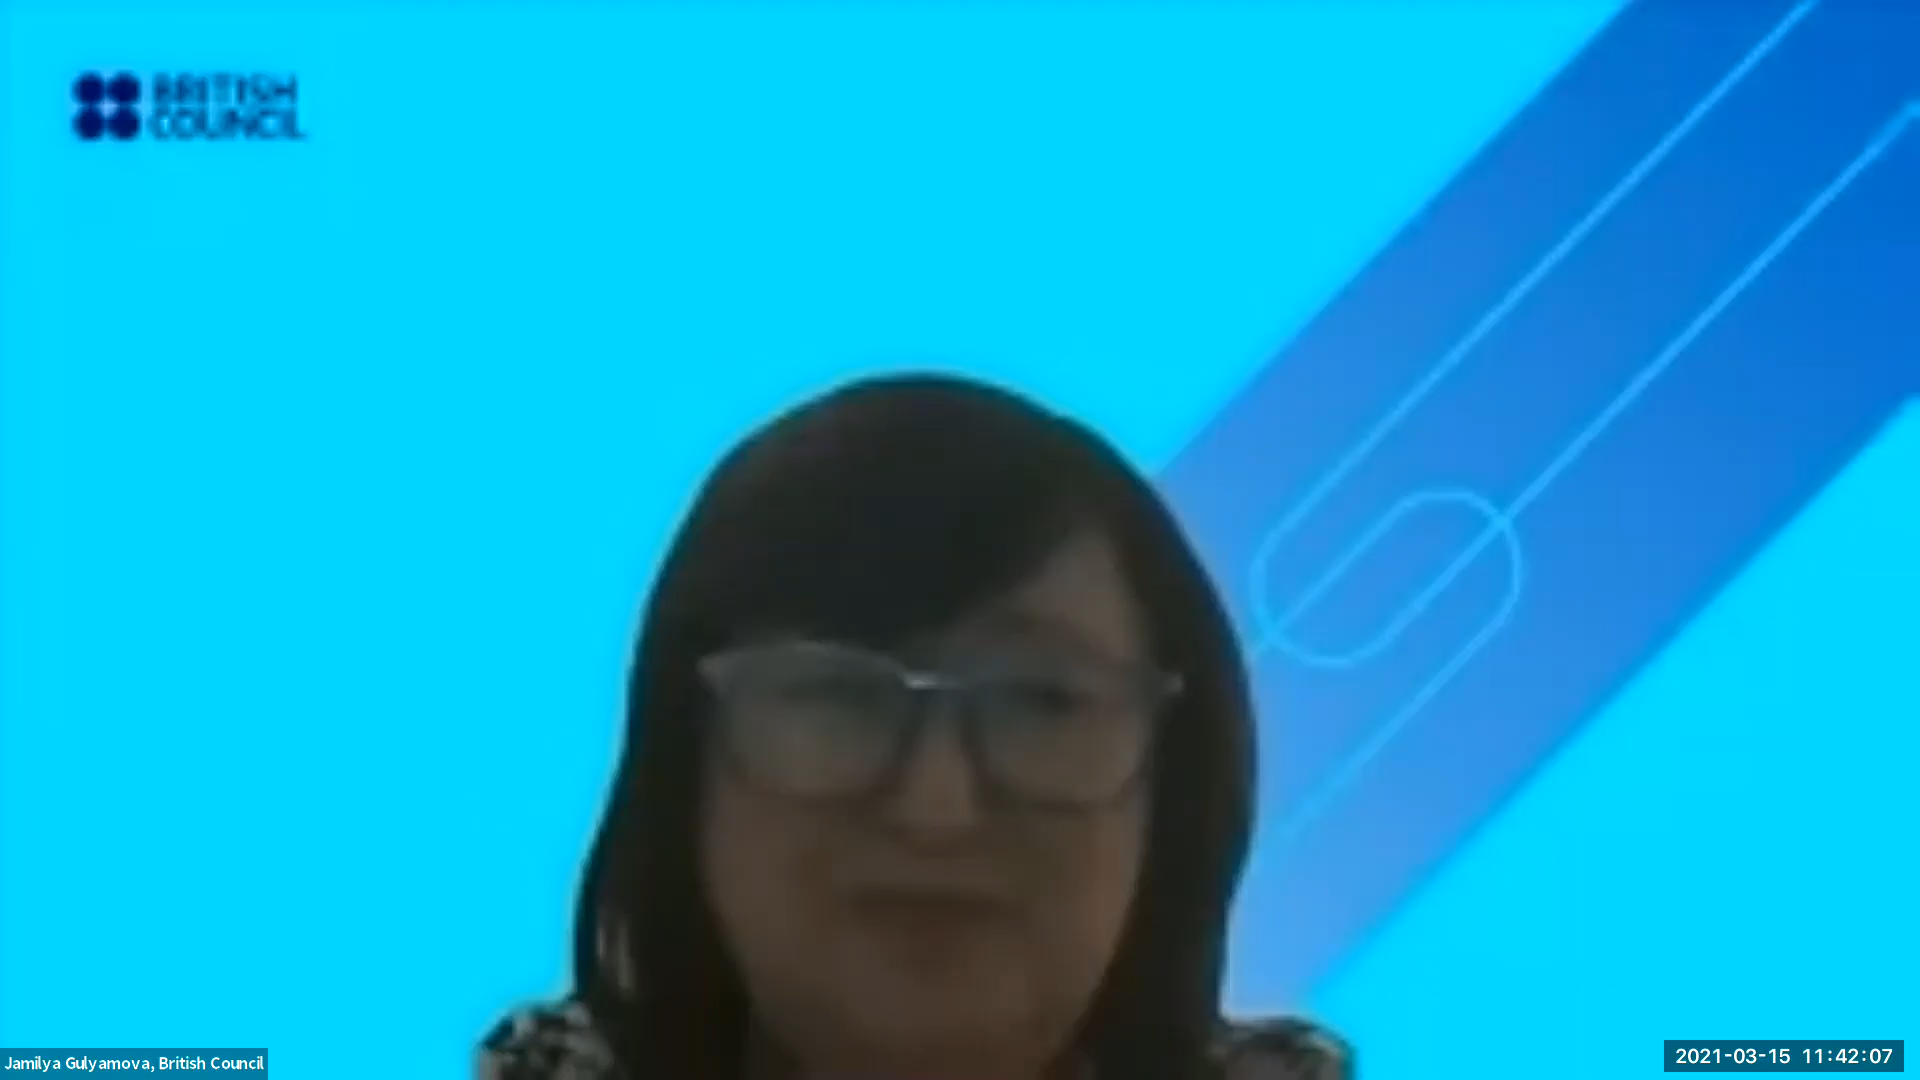 BRITISH
COUNCIL
Jamilya Gulyamova, British Council
2021-03-15 11:42:07